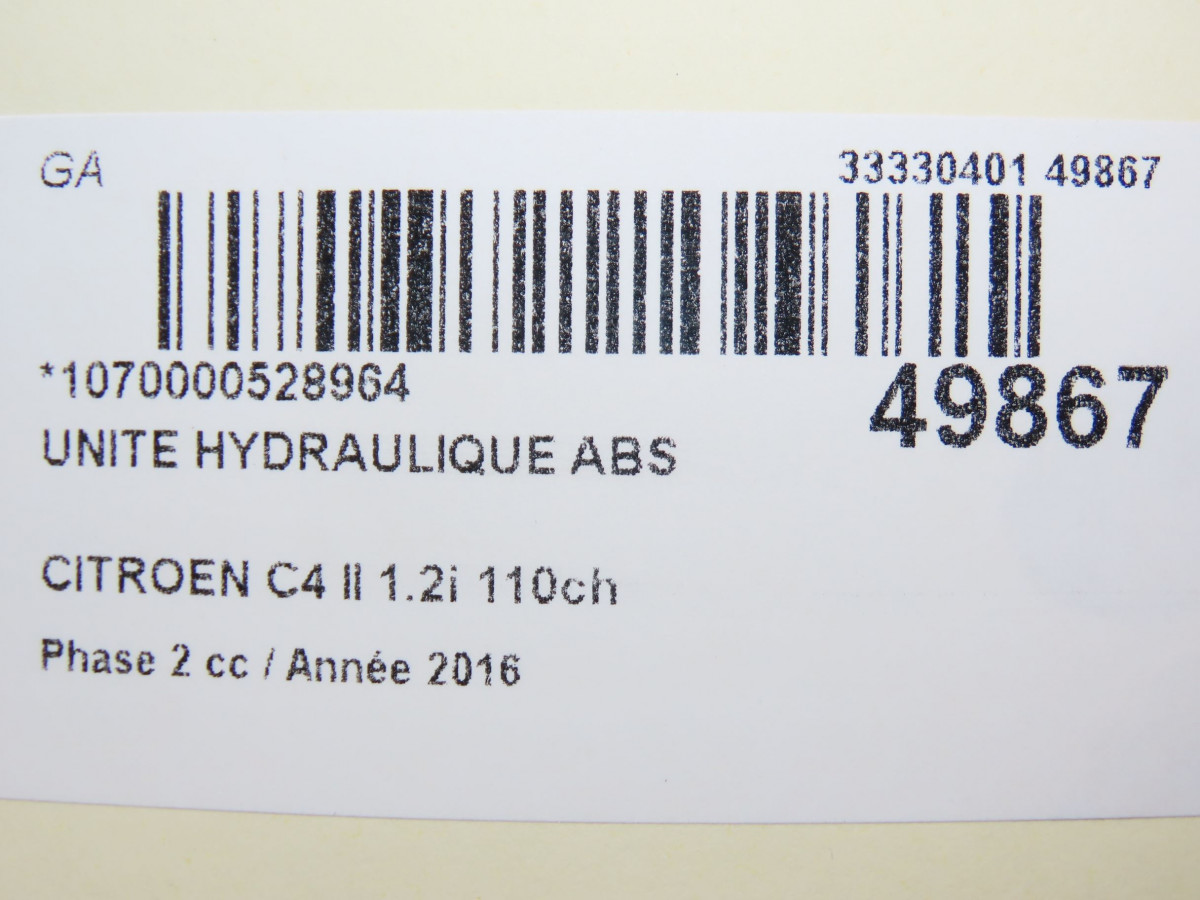 GA
33330401 49867
*1070000528964
49867
UNITE HYDRAULIQUE ABS
CITROEN C4 II 1.2i 110ch
Phase 2 cc / Année 2016